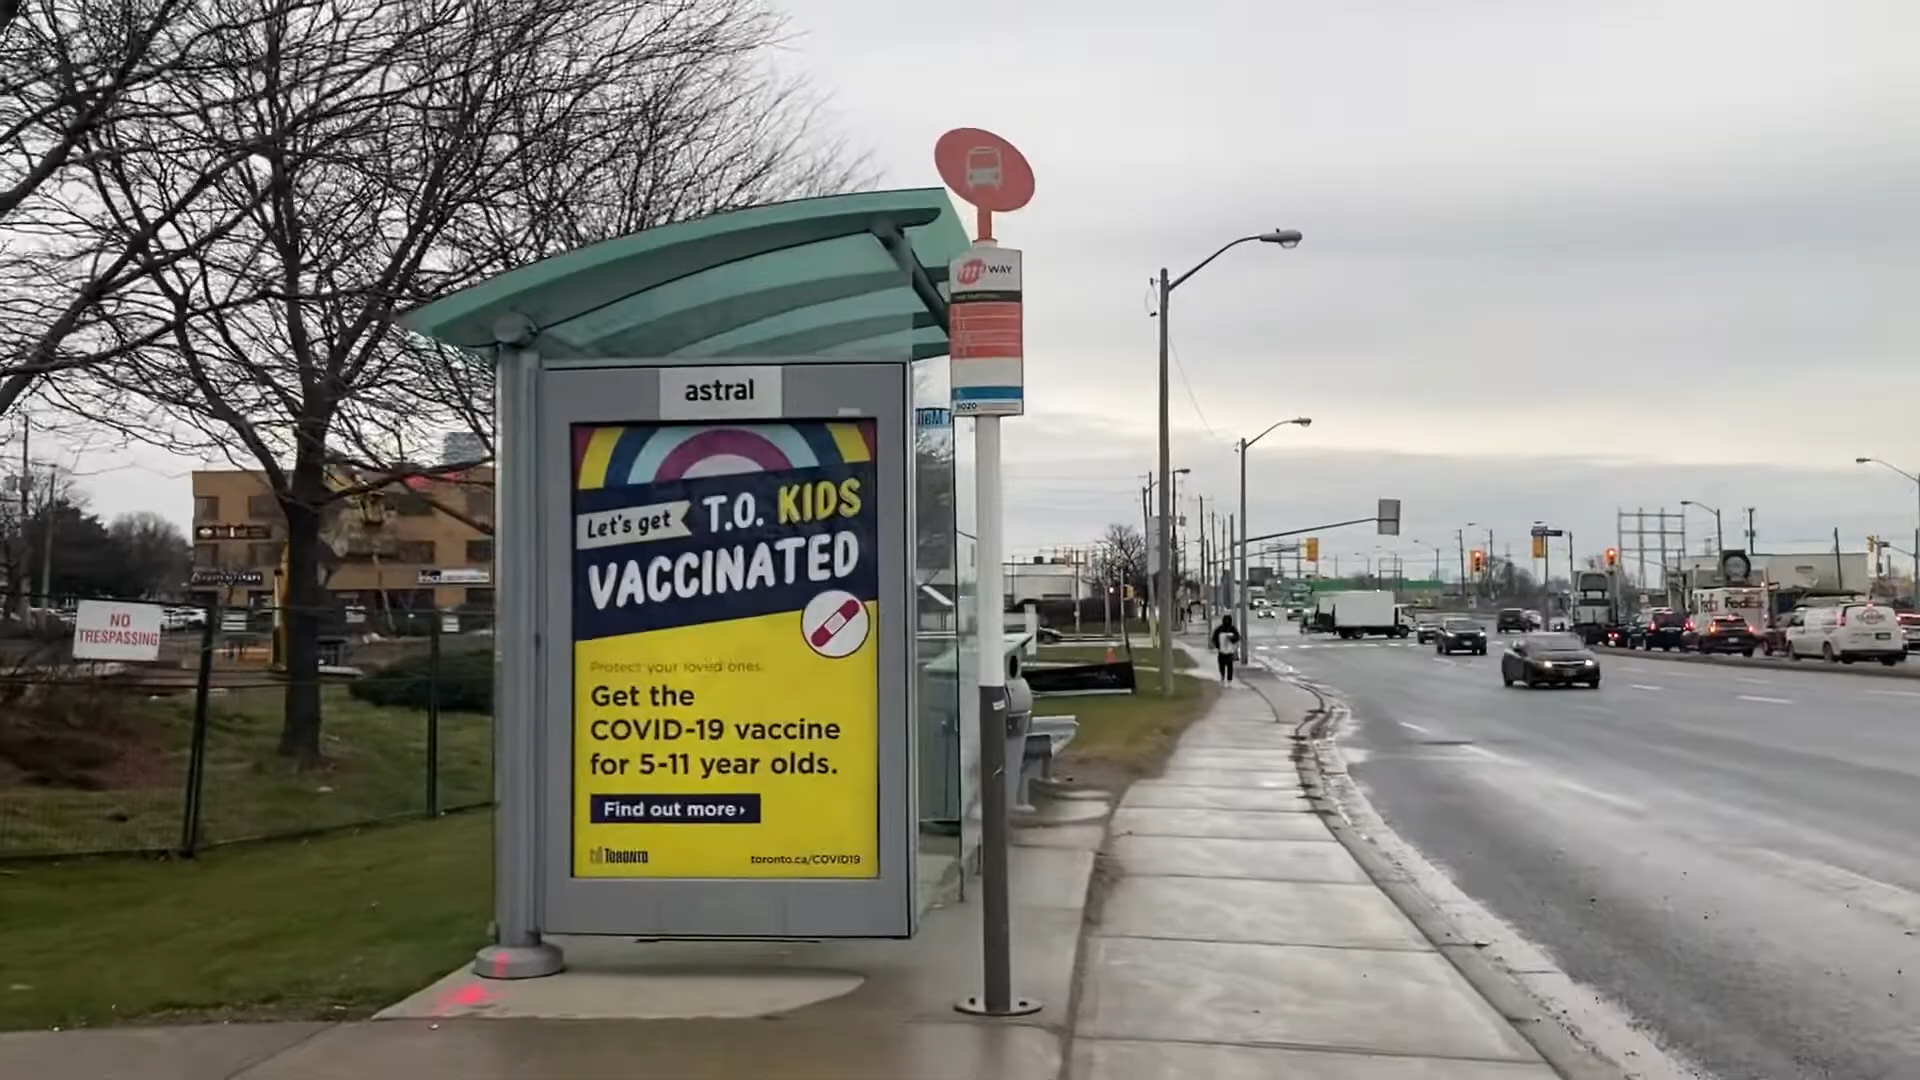 WAY
astral
Let's get T.O. KIDS
VACCINATED
Protect your loved ones.
Get the
COVID-19 vaccine
for 5-11 year olds.
Find out more
TORONTO
toronto.ca/COVID19
NO
TRESPASSING
FedEx